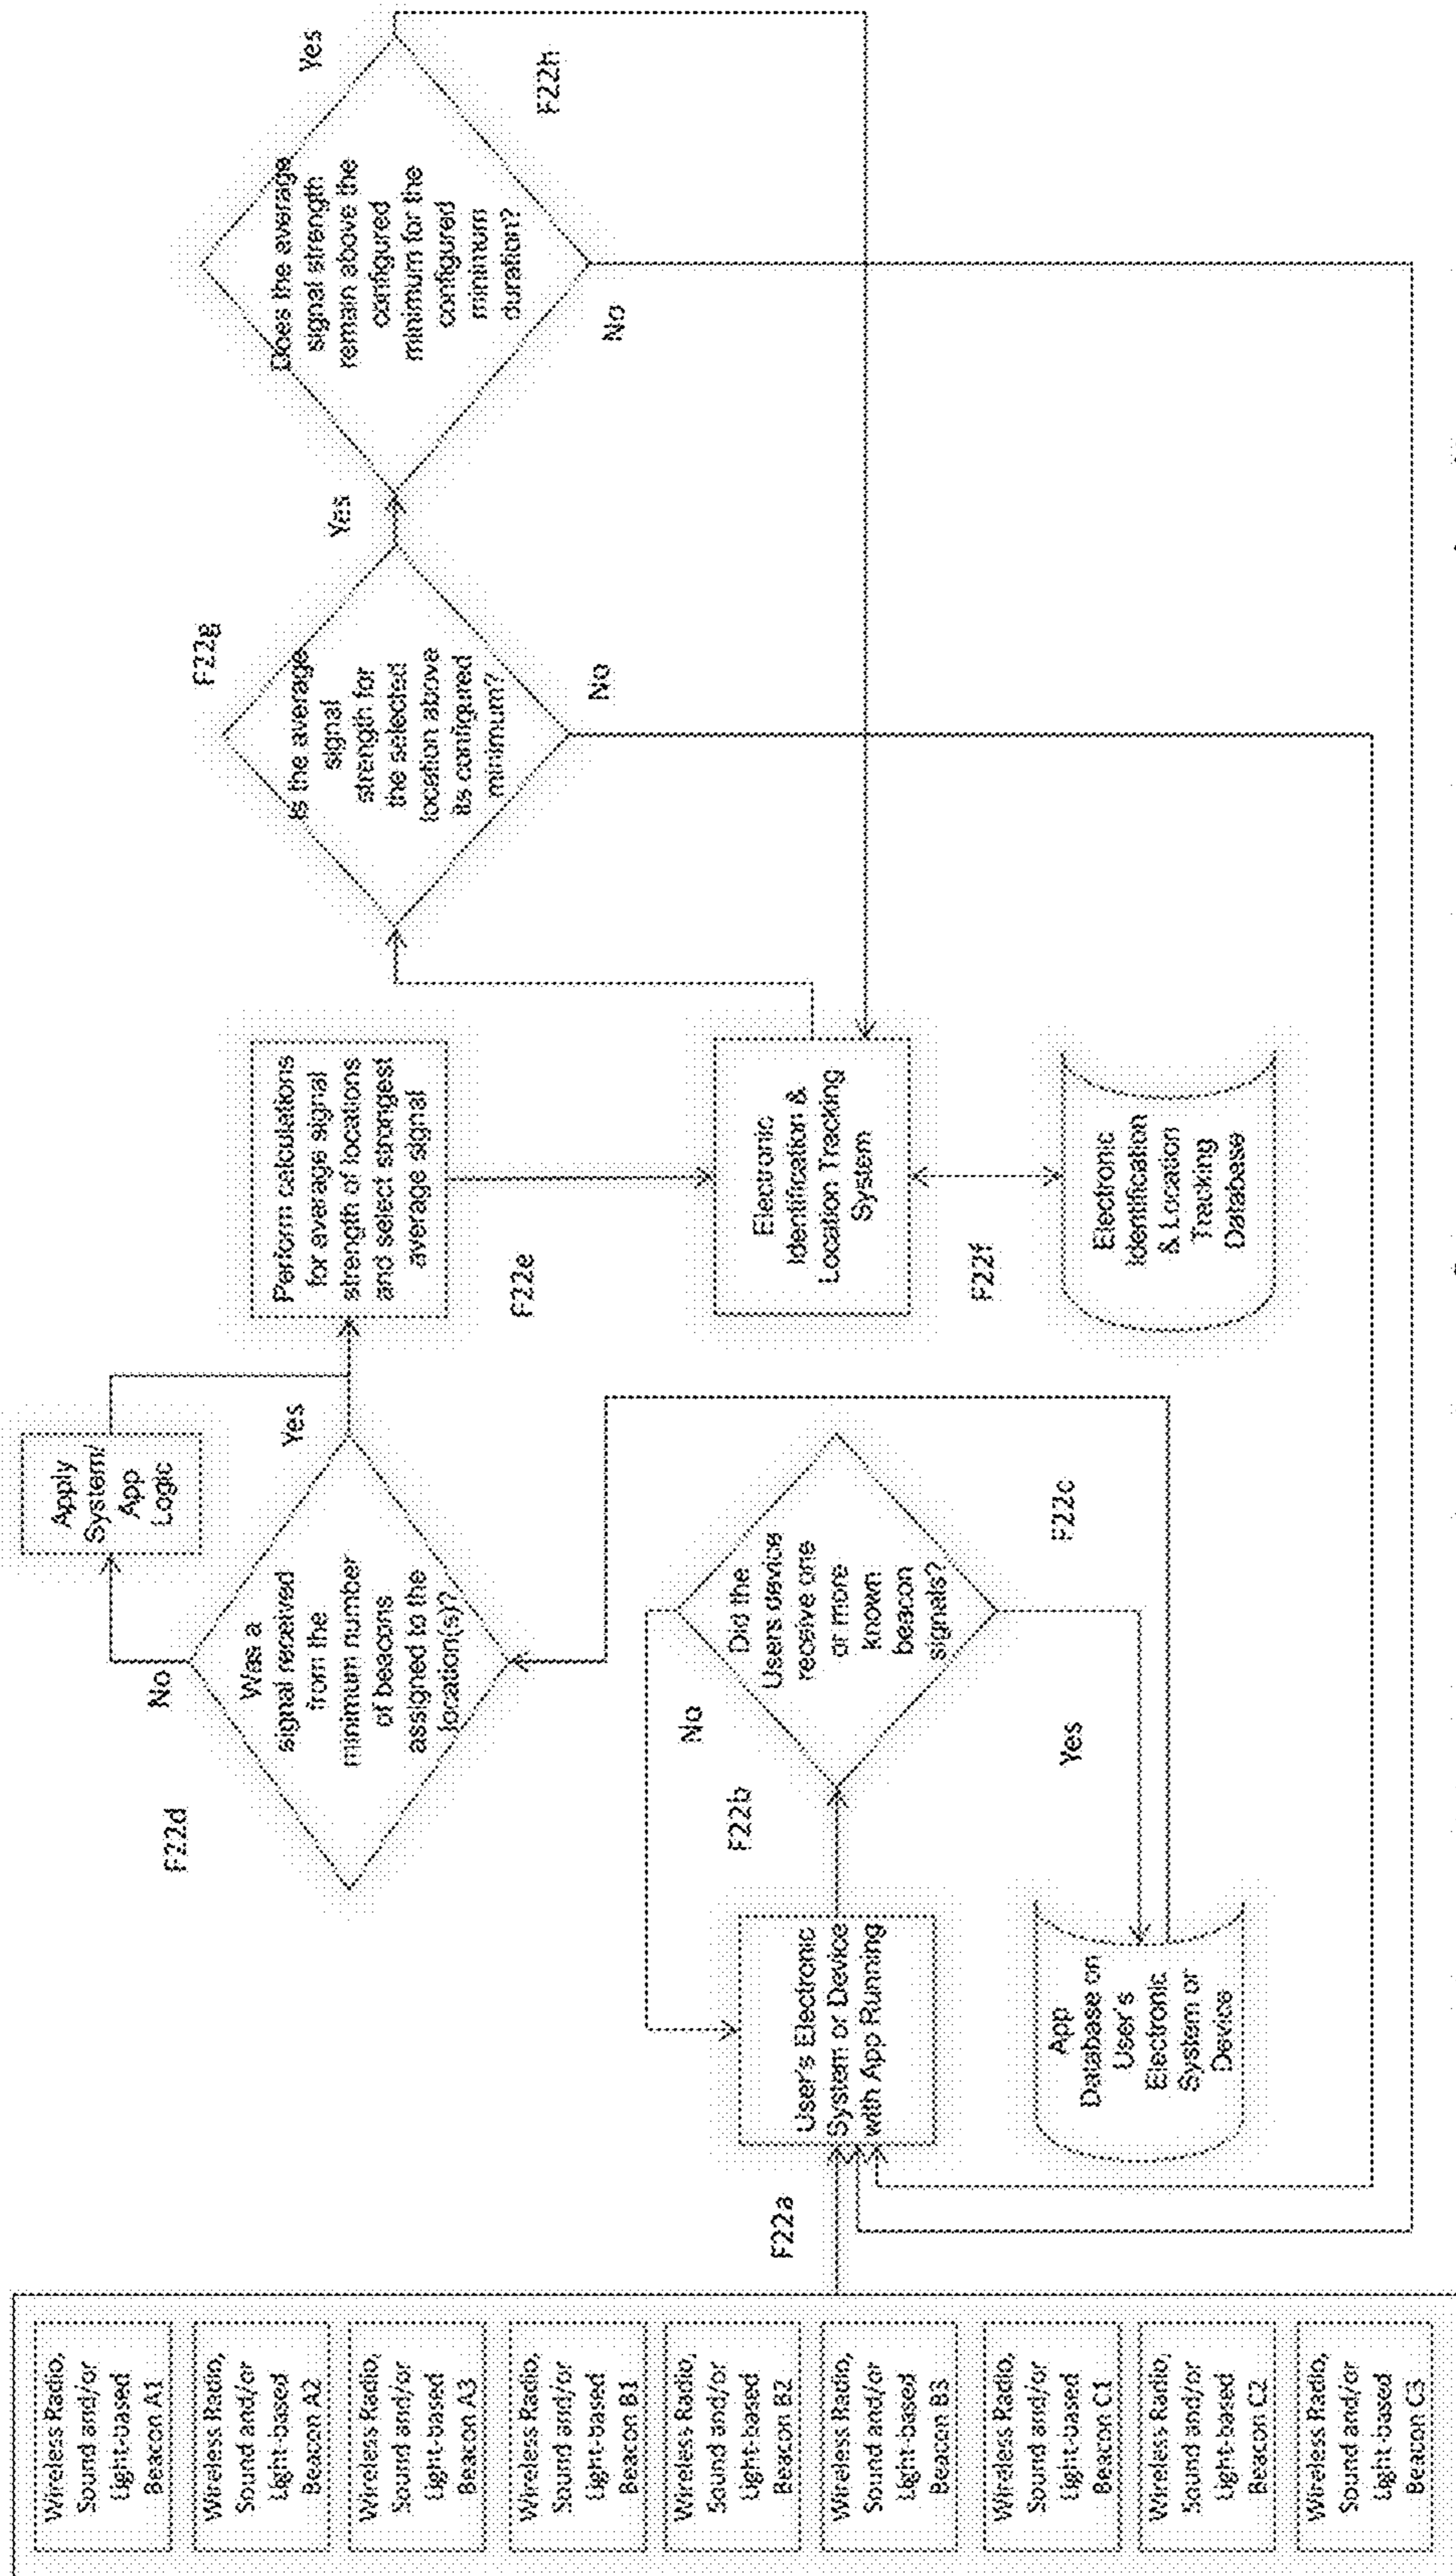 Wireless Radio,
Sound and/or
Light-based
Beacon A1
Wireless Radio,
Sound and/or
Light-based
Beacon A2
Wireless Radio,
Sound and/or
Light-based
Beacon A3
Wireless Radio,
Sound and/or
Light-based
Beacon B1
Wireless Radio,
Sound and/or
Light-based
Beacon B2
Wireless Radio,
Sound and/or
Light-based
Beacon B3
Wireless Radio,
Sound and/or
Light-based
Beacon C1
Wireless Radio,
Sound and/or
Light-based
Beacon C2
Wireless Radio,
Sound and/or
Light-based
Beacon C3
F22a
User's Electronic
System or Device
with App Running
App
Database on
User's
Electronic
System or
Device
F22b
No
Did the
Users device
receive one
or more
known
beacon
signals?
Yes
F22c
F22d
Was a
signal received
from the
minimum number
of beacons
assigned to the
location(s)?
No
Apply
System/
App
Logic
Yes
Perform calculations
for average signal
strength of locations
and select strongest
average signal
F22e
Electronic
Identification &
Location Tracking
System
F22f
Electronic
Identification
& Location
Tracking
Database
F22g
Is the average
signal
strength for
the selected
location above
its configured
minimum?
No
Yes
Does the average
signal strength
remain above the
configured
minimum for the
configured
minimum
duration?
No
Yes
F22h